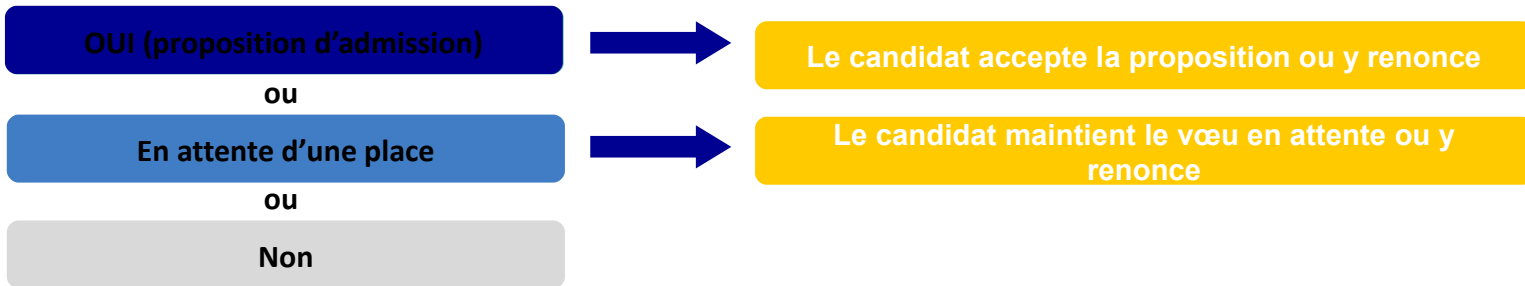 OUI (proposition d’admission)
Le candidat accepte la proposition ou y renonce
ou
En attente d’une place
Le candidat maintient le vœu en attente ou y
renonce
ou
Non